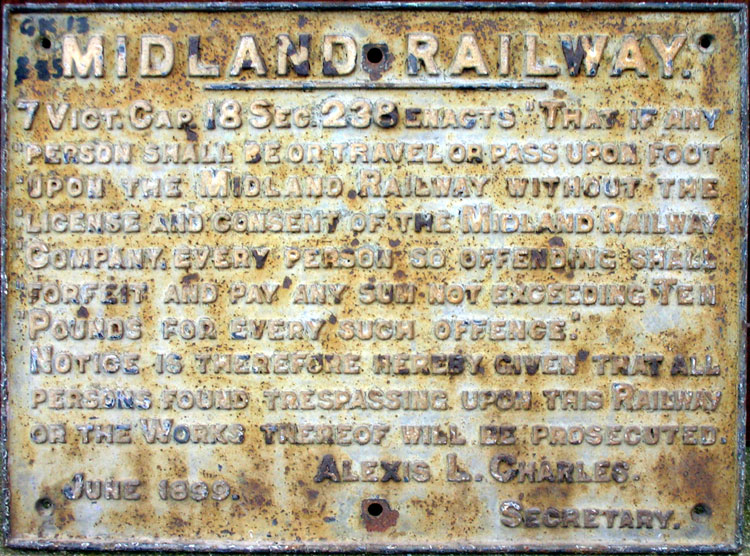 GK 13
MIDLAND RAILWAY.
7 VICT. CAP. 18 SEC. 238 ENACTS "THAT IF ANY
"PERSON SHALL BE OR TRAVEL OR PASS UPON FOOT
"UPON THE MIDLAND RAILWAY WITHOUT THE
"LICENSE AND CONSENT OF THE MIDLAND RAILWAY
"COMPANY, EVERY PERSON SO OFFENDING SHALL
"FORFEIT AND PAY ANY SUM NOT EXCEEDING TEN
"POUNDS FOR EVERY SUCH OFFENCE."
NOTICE IS THEREFORE HEREBY GIVEN THAT ALL
PERSONS FOUND TRESPASSING UPON THIS RAILWAY
OR THE WORKS THEREOF WILL BE PROSECUTED.
ALEXIS L. CHARLES.
JUNE 1899.
SECRETARY.